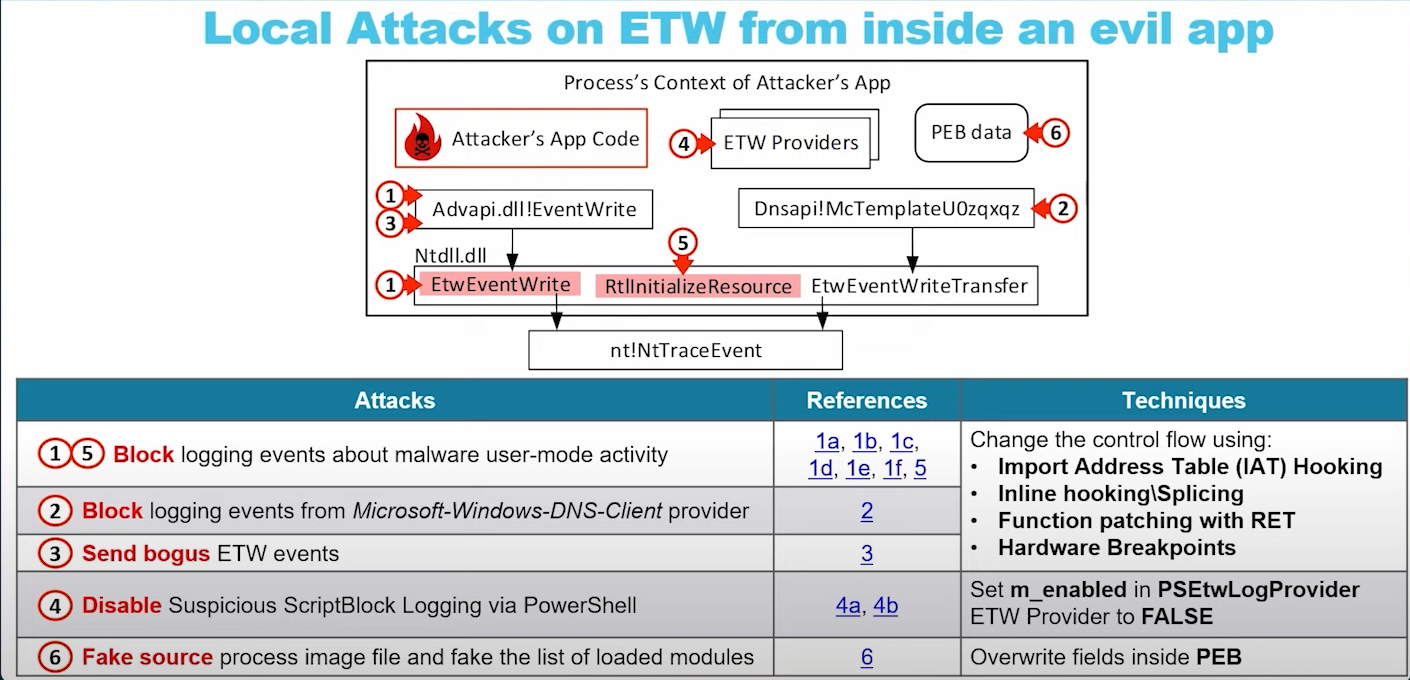 Local Attacks on ETW from inside an evil app
Process's Context of Attacker's App
Attacker's App Code
4
ETW Providers
PEB data
6
1
3
Advapi.dll!EventWrite
Dnsapi!McTemplateU0zqxqz
2
5
Ntdll.dll
1
EtwEventWrite
RtlInitializeResource
EtwEventWriteTransfer
nt!NtTraceEvent
Attacks
References
Techniques
1 5 Block logging events about malware user-mode activity
1a, 1b, 1c,
1d, 1e, 1f, 5
Change the control flow using:
• Import Address Table (IAT) Hooking
• Inline hooking\Splicing
• Function patching with RET
• Hardware Breakpoints
2 Block logging events from Microsoft-Windows-DNS-Client provider
2
3 Send bogus ETW events
3
4 Disable Suspicious ScriptBlock Logging via PowerShell
4a, 4b
Set m_enabled in PSEtwLogProvider
ETW Provider to FALSE
6 Fake source process image file and fake the list of loaded modules
6
Overwrite fields inside PEB